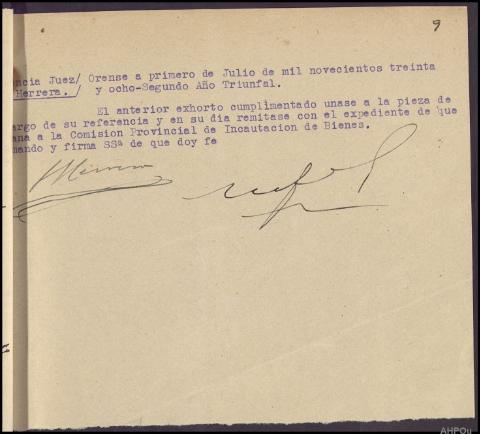 9
ncia Juez/ Orense a primero de Julio de mil novecientos treinta
Herrera./ y ocho-Segundo Año Triunfal.
El anterior exhorto cumplimentado unase a la pieza de
argo de su referencia y en su dia remitase con el expediente de que
ana a la Comision Provincial de Incautacion de Bienes.
mando y firma SSª de que doy fe
AHPOu